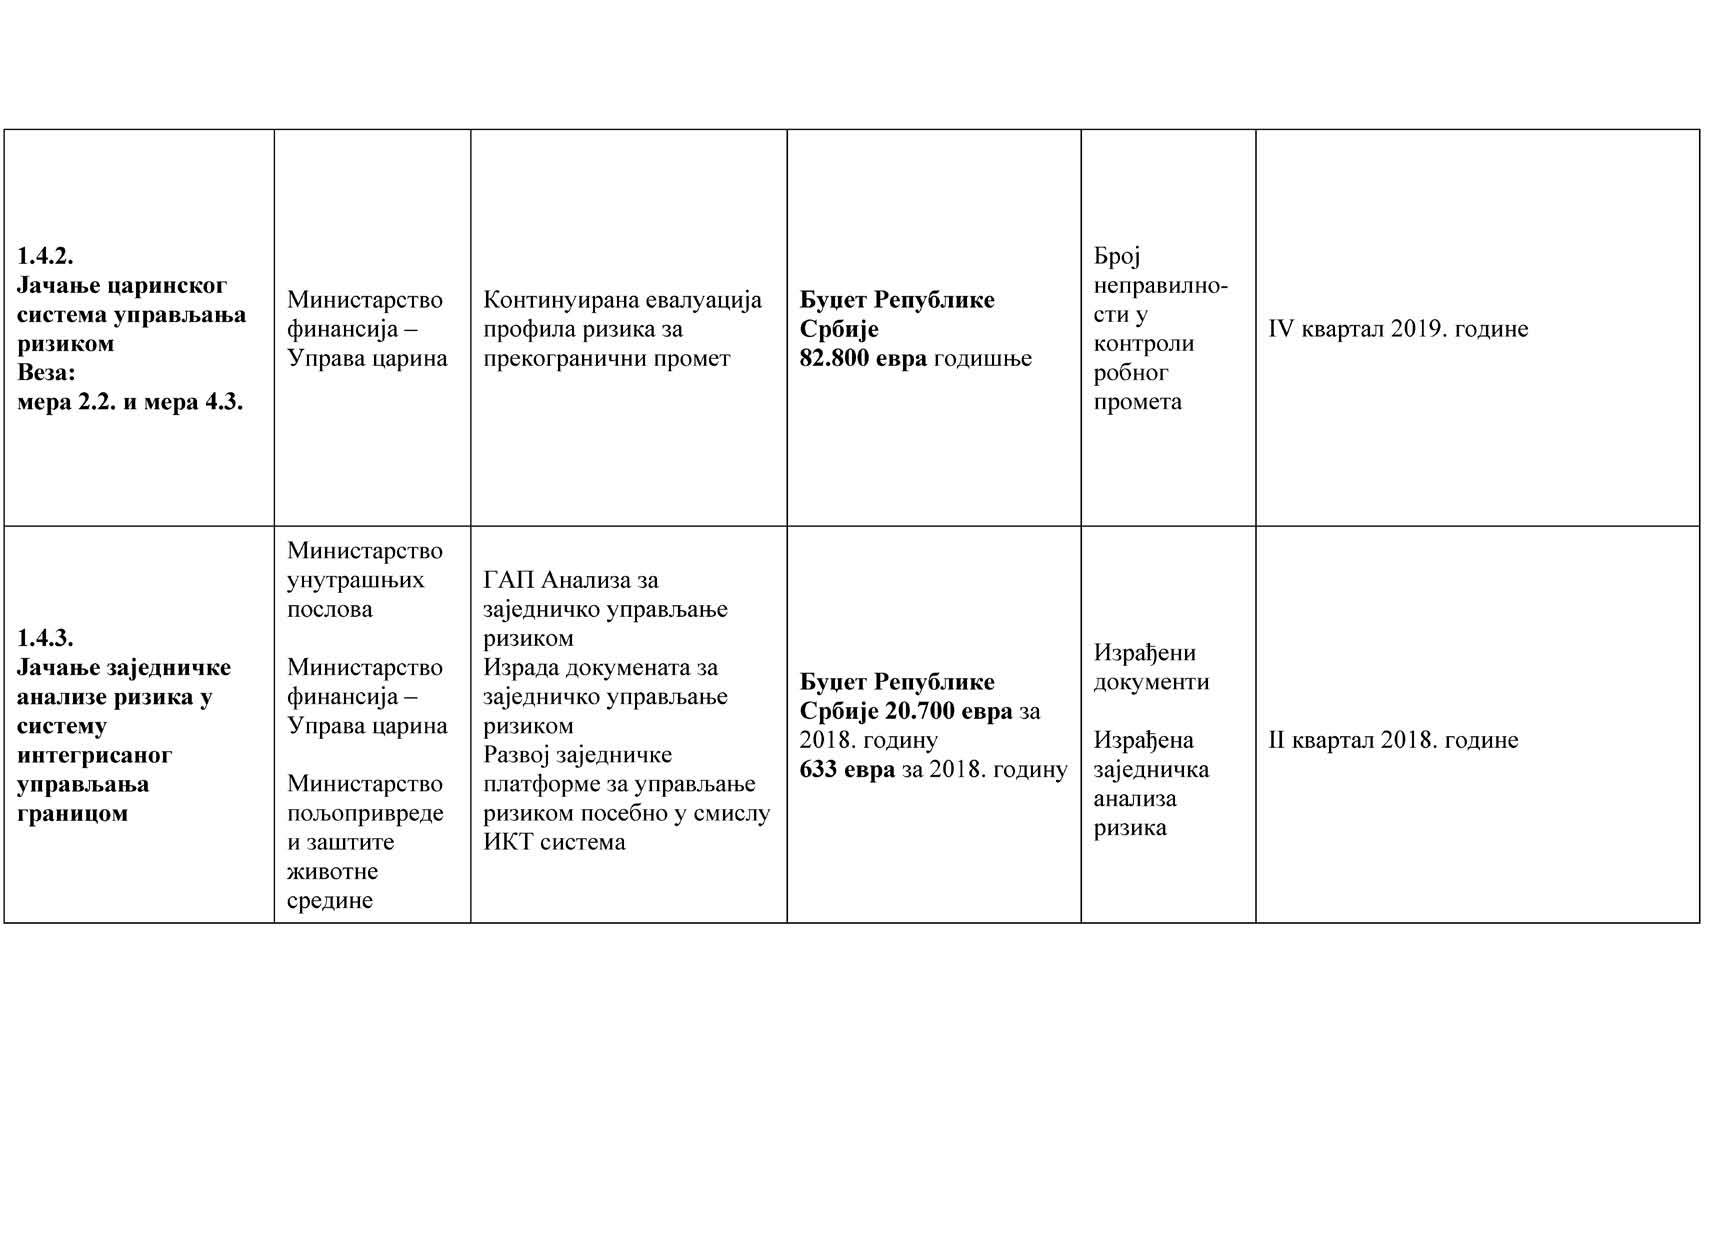 1.4.2.
Јачање царинског
система управљања
ризиком
Веза:
мера 2.2. и мера 4.3.
Министарство
финансија –
Управа царина
Континуирана евалуација
профила ризика за
прекогранични промет
Буџет Републике
Србије
82.800 евра годишње
Број
неправилно-
сти у
контроли
робног
промета
IV квартал 2019. године
1.4.3.
Јачање заједничке
анализе ризика у
систему
интегрисаног
управљања
границом
Министарство
унутрашњих
послова
Министарство
финансија –
Управа царина
Министарство
пољопривреде
и заштите
животне
средине
ГАП Анализа за
заједничко управљање
ризиком
Израда докумената за
заједничко управљање
ризиком
Развој заједничке
платформе за управљање
ризиком посебно у смислу
ИКТ система
Буџет Републике
Србије 20.700 евра за
2018. годину
633 евра за 2018. годину
Израђени
документи
Израђена
заједничка
анализа
ризика
II квартал 2018. године